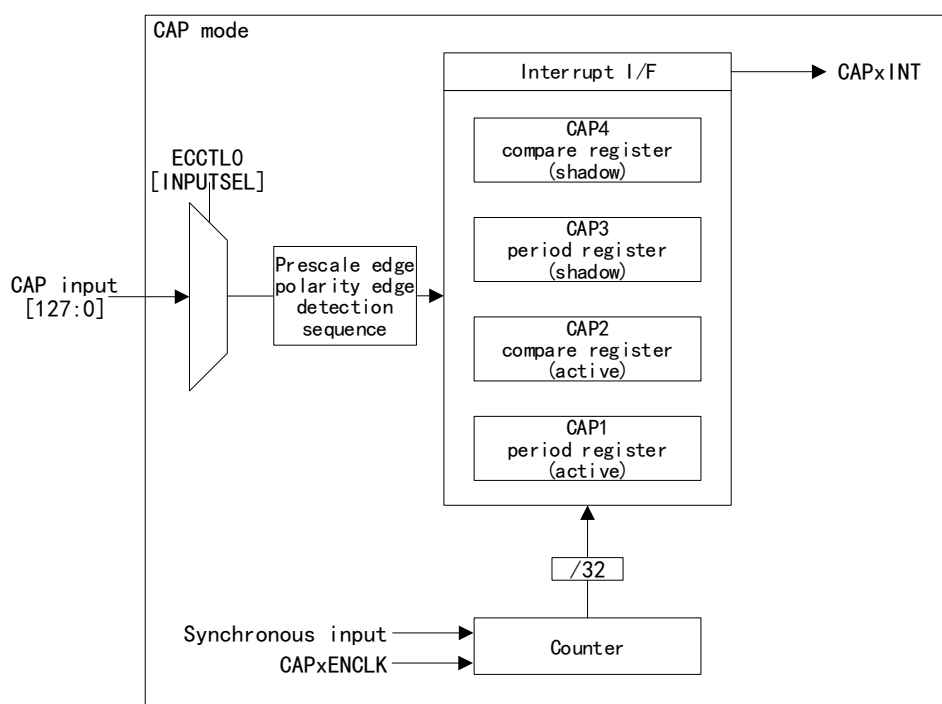 CAP mode
Interrupt I/F
CAPxINT
CAP4
compare register
(shadow)
ECCTL0
[INPUTSEL]
CAP3
period register
(shadow)
Prescale edge
polarity edge
detection
sequence
CAP input
[127:0]
CAP2
compare register
(active)
CAP1
period register
(active)
/32
Synchronous input
CAPxENCLK
Counter